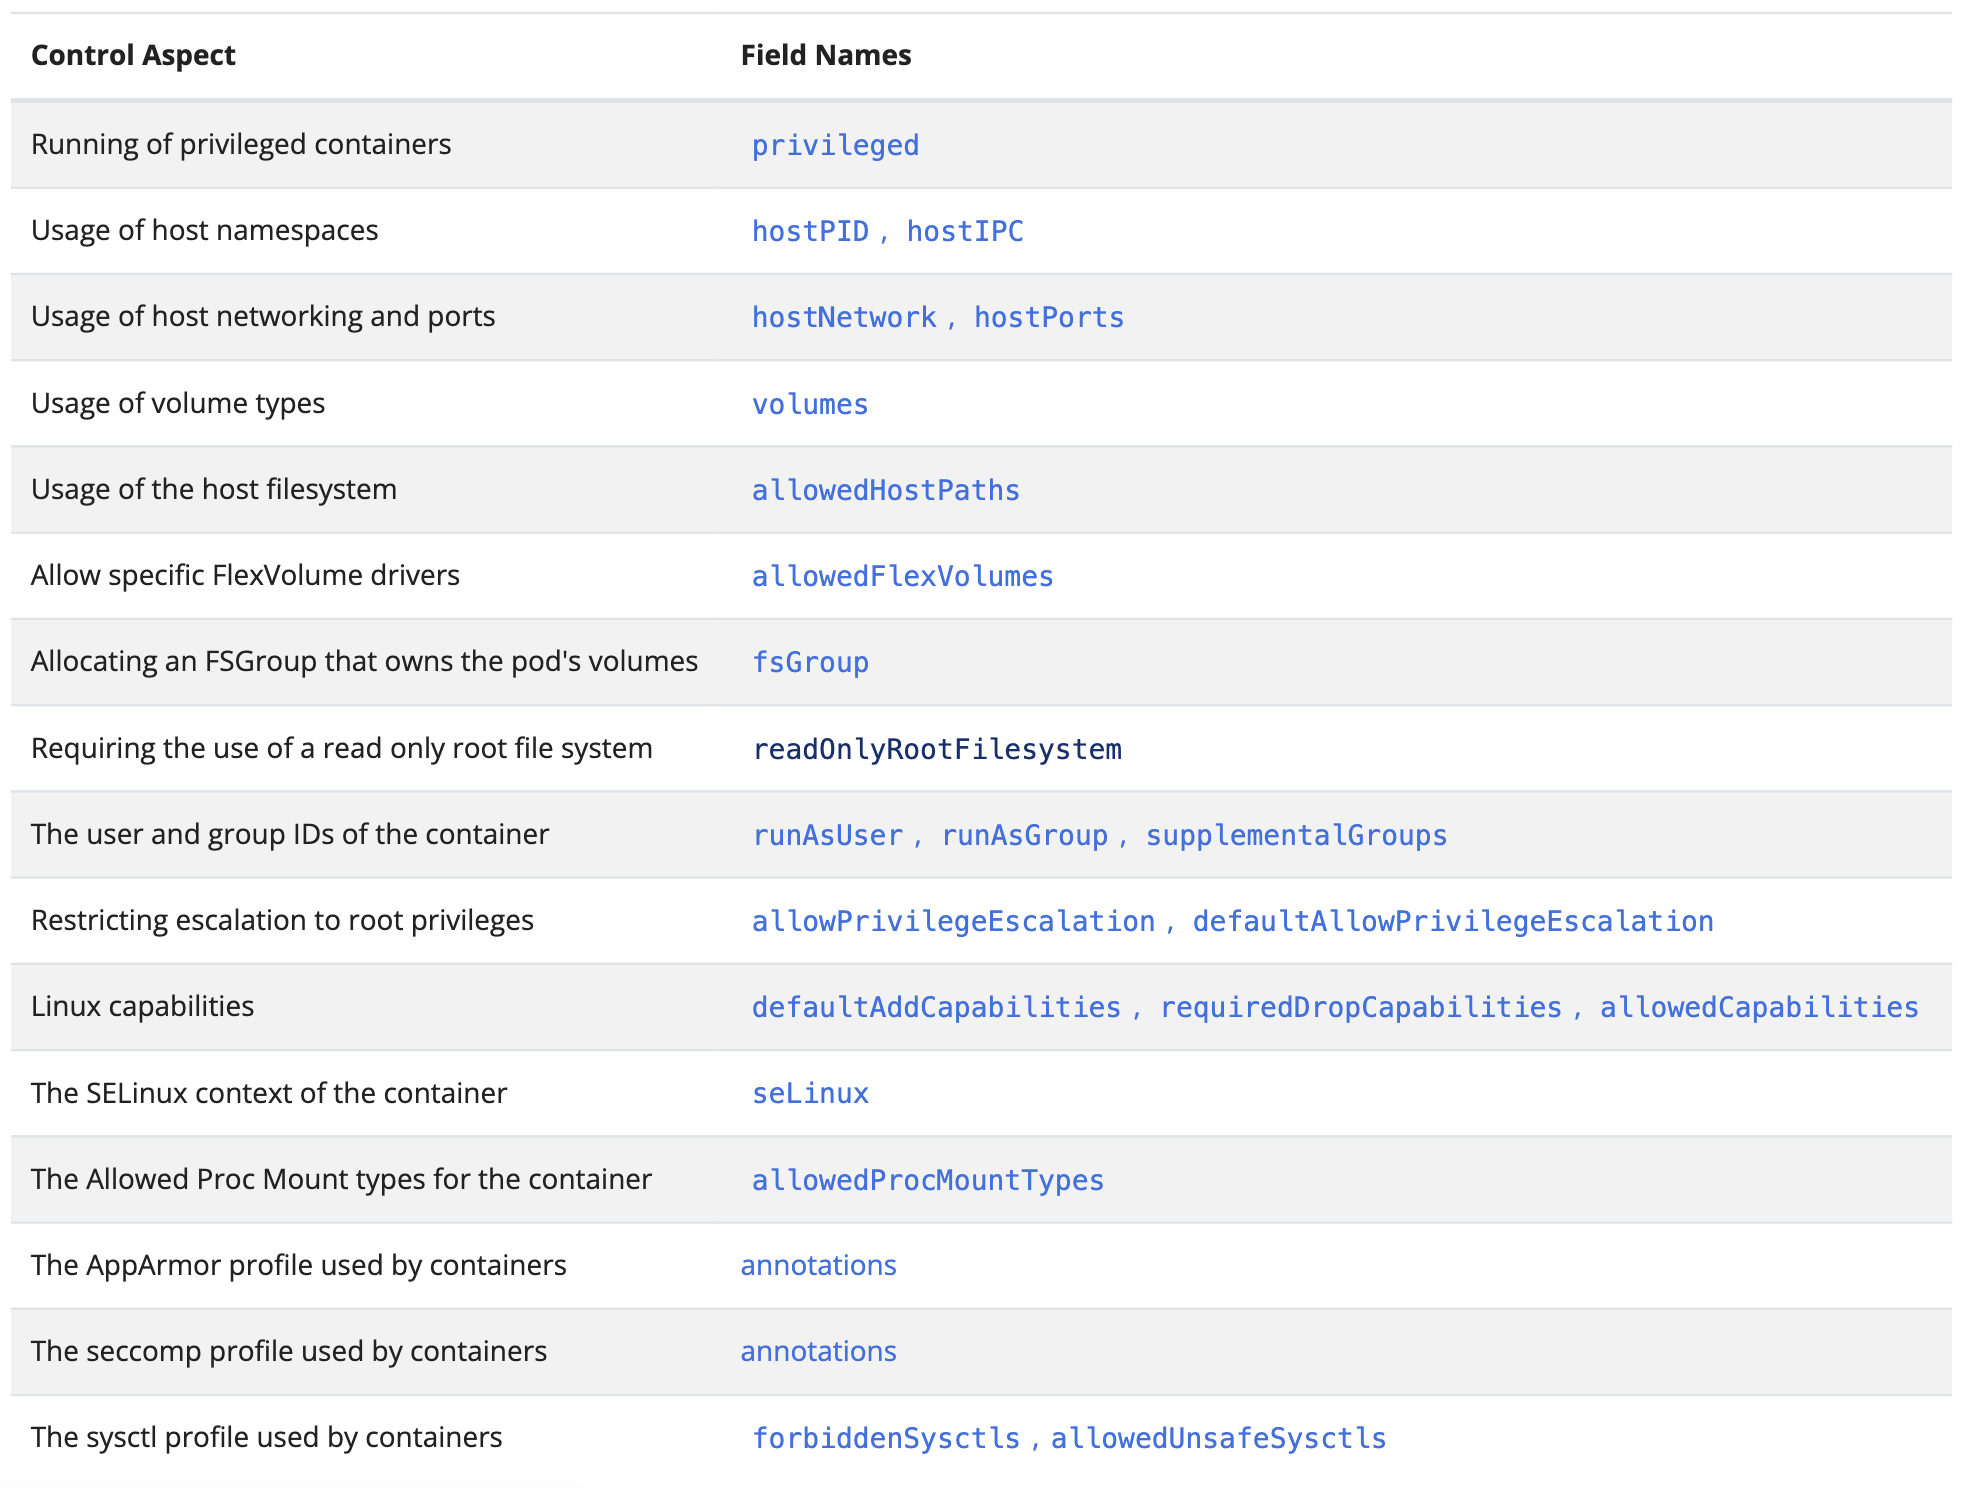 Control Aspect Field Names
Running of privileged containers privileged
Usage of host namespaces hostPID , hostIPC
Usage of host networking and ports hostNetwork , hostPorts
Usage of volume types volumes
Usage of the host filesystem allowedHostPaths
Allow specific FlexVolume drivers allowedFlexVolumes
Allocating an FSGroup that owns the pod's volumes fsGroup
Requiring the use of a read only root file system readOnlyRootFilesystem
The user and group IDs of the container runAsUser , runAsGroup , supplementalGroups
Restricting escalation to root privileges allowPrivilegeEscalation , defaultAllowPrivilegeEscalation
Linux capabilities defaultAddCapabilities , requiredDropCapabilities , allowedCapabilities
The SELinux context of the container seLinux
The Allowed Proc Mount types for the container allowedProcMountTypes
The AppArmor profile used by containers annotations
The seccomp profile used by containers annotations
The sysctl profile used by containers forbiddenSysctls , allowedUnsafeSysctls